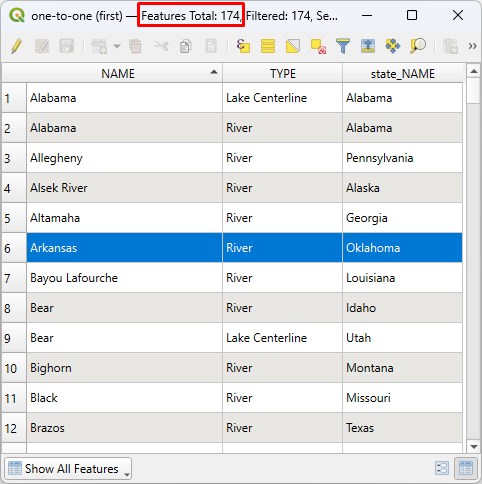 one-to-one (first) — Features Total: 174, Filtered: 174, Se...
NAME TYPE state_NAME
1 Alabama Lake Centerline Alabama
2 Alabama River Alabama
3 Allegheny River Pennsylvania
4 Alsek River River Alaska
5 Altamaha River Georgia
6 Arkansas River Oklahoma
7 Bayou Lafourche River Louisiana
8 Bear River Idaho
9 Bear Lake Centerline Utah
10 Bighorn River Montana
11 Black River Missouri
12 Brazos River Texas
Show All Features